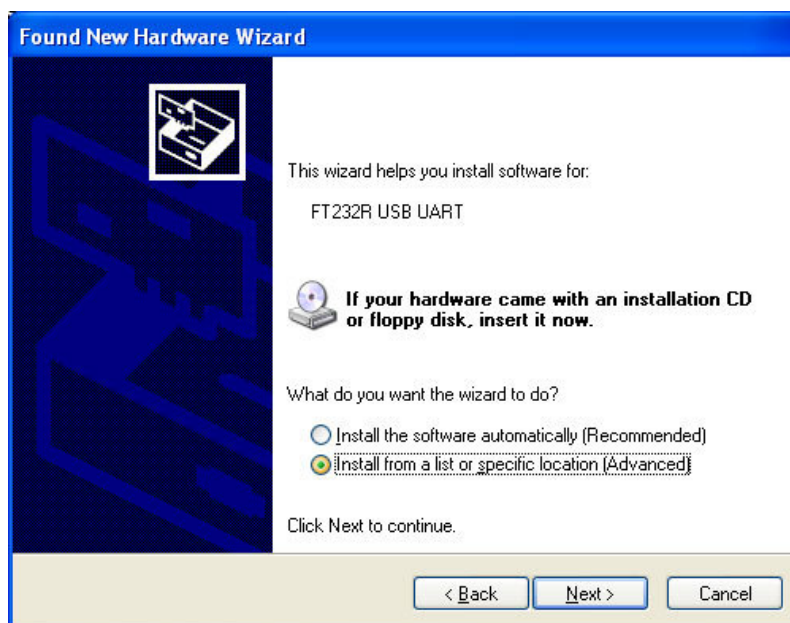 Found New Hardware Wizard
This wizard helps you install software for:
FT232R USB UART
If your hardware came with an installation CD
or floppy disk, insert it now.
What do you want the wizard to do?
Install the software automatically (Recommended)
Install from a list or specific location (Advanced)
Click Next to continue.
< Back Next > Cancel